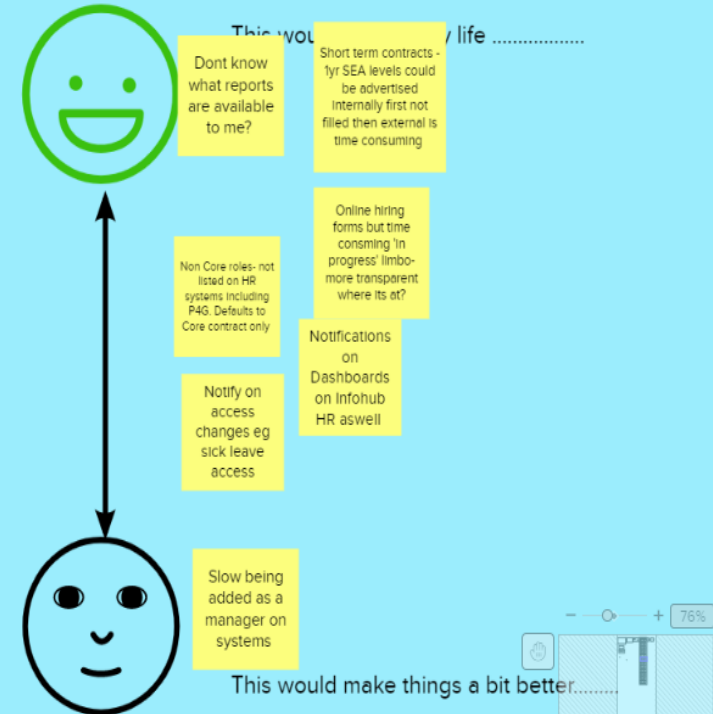 This wou
y life .................
Dont know
what reports
are available
to me?
Short term contracts -
1yr SEA levels could
be advertised
internally first not
filled then external is
time consuming
Online hiring
forms but time
consming 'in
progress' limbo-
more transparent
where its at?
Non Core roles- not
listed on HR
systems including
P4G. Defaults to
Core contract only
Notifications
on
Dashboards
on Infohub
HR aswell
Notify on
access
changes eg
sick leave
access
Slow being
added as a
manager on
systems
76%
This would make things a bit better.........